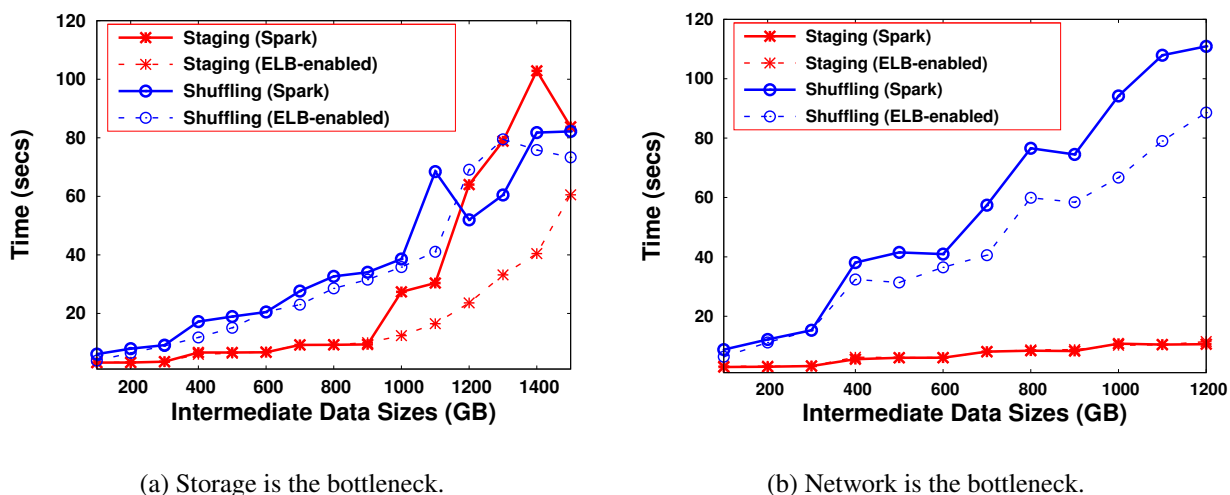 120
100
80
60
40
20
Time (secs)
Staging (Spark)
Staging (ELB-enabled)
Shuffling (Spark)
Shuffling (ELB-enabled)
200 400 600 800 1000 1200 1400
Intermediate Data Sizes (GB)
(a) Storage is the bottleneck.
120
100
80
60
40
20
Time (secs)
Staging (Spark)
Staging (ELB-enabled)
Shuffling (Spark)
Shuffling (ELB-enabled)
200 400 600 800 1000 1200
Intermediate Data Sizes (GB)
(b) Network is the bottleneck.